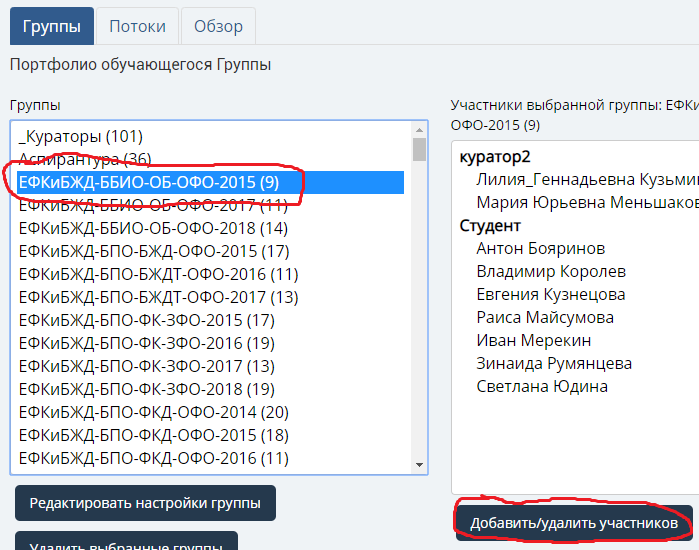 Группы Потоки Обзор
Портфолио обучающегося Группы
Группы
_Кураторы (101)
Аспирантура (36)
ЕФКиБЖД-ББИО-ОБ-ОФО-2015 (9)
ЕФКиБЖД-ББИО-ОБ-ОФО-2017 (11)
ЕФКиБЖД-ББИО-ОБ-ОФО-2018 (14)
ЕФКиБЖД-БПО-БЖД-ОФО-2015 (17)
ЕФКиБЖД-БПО-БЖДТ-ОФО-2016 (11)
ЕФКиБЖД-БПО-БЖДТ-ОФО-2017 (13)
ЕФКиБЖД-БПО-ФК-ЗФО-2015 (17)
ЕФКиБЖД-БПО-ФК-ЗФО-2016 (19)
ЕФКиБЖД-БПО-ФК-ЗФО-2017 (13)
ЕФКиБЖД-БПО-ФК-ЗФО-2018 (19)
ЕФКиБЖД-БПО-ФКД-ОФО-2014 (20)
ЕФКиБЖД-БПО-ФКД-ОФО-2015 (18)
ЕФКиБЖД-БПО-ФКД-ОФО-2016 (11)
Редактировать настройки группы
Удалить выбранные группы
Участники выбранной группы: ЕФКи
ОФО-2015 (9)
куратор2
Лилия_Геннадьевна Кузьми
Мария Юрьевна Меньшаков
Студент
Антон Бояринов
Владимир Королев
Евгения Кузнецова
Раиса Майсумова
Иван Мерекин
Зинаида Румянцева
Светлана Юдина
Добавить/удалить участников